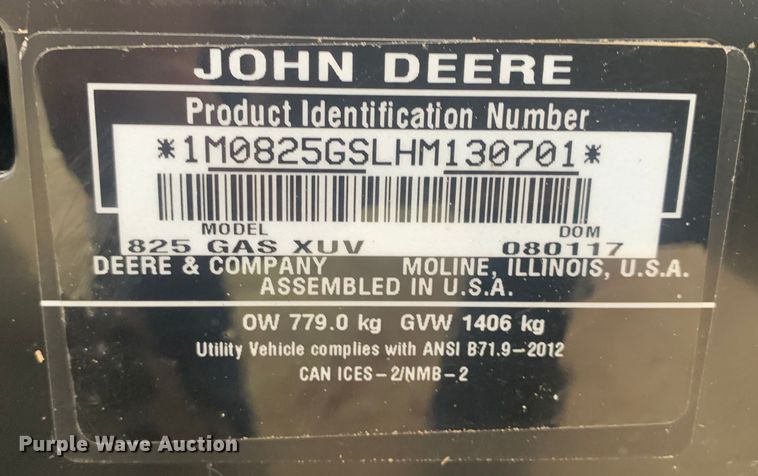 JOHN DEERE
Product Identification Number
*1M0825GSLHM130701*
MODEL DOM
825 GAS XUV 080117
DEERE & COMPANY MOLINE, ILLINOIS, U.S.A.
ASSEMBLED IN U.S.A.
OW 779.0 kg GVW 1406 kg
Utility Vehicle complies with ANSI B71.9-2012
CAN ICES-2/NMB-2
Purple Wave Auction